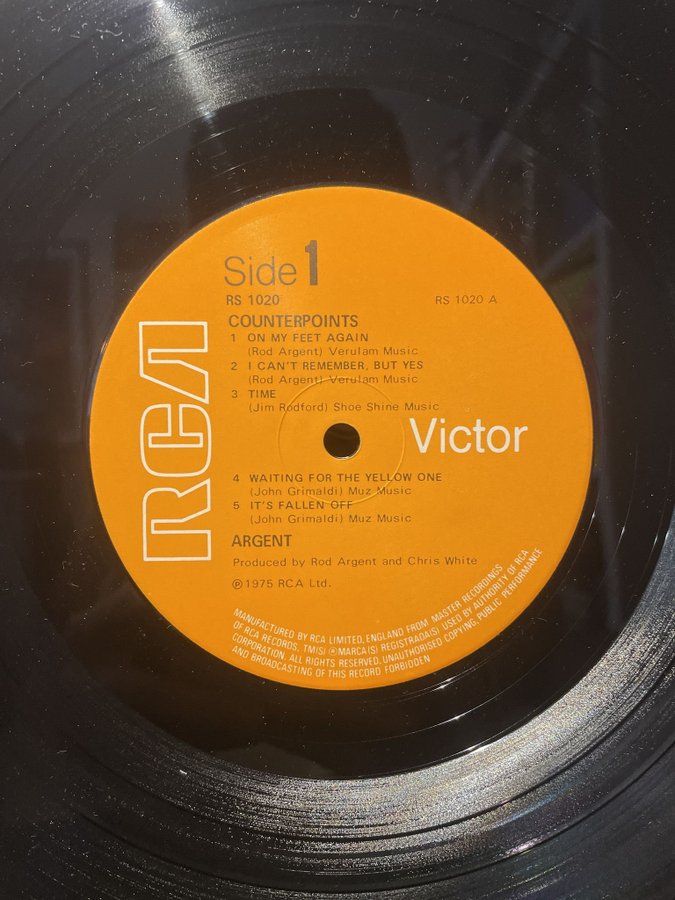 RCA
Side 1
RS 1020
RS 1020 A
COUNTERPOINTS
1 ON MY FEET AGAIN
(Rod Argent) Verulam Music
2 I CAN'T REMEMBER, BUT YES
(Rod Argent) Verulam Music
3 TIME
(Jim Rodford) Shoe Shine Music
Victor
4 WAITING FOR THE YELLOW ONE
(John Grimaldi) Muz Music
5 IT'S FALLEN OFF
(John Grimaldi) Muz Music
ARGENT
Produced by Rod Argent and Chris White
℗1975 RCA Ltd.
MANUFACTURED BY RCA LIMITED, ENGLAND FROM MASTER RECORDINGS
OF RCA RECORDS, TM(S) ®MARCA(S) REGISTRADA(S) USED BY AUTHORITY OF RCA
CORPORATION. ALL RIGHTS RESERVED. UNAUTHORISED COPYING, PUBLIC PERFORMANCE
AND BROADCASTING OF THIS RECORD FORBIDDEN